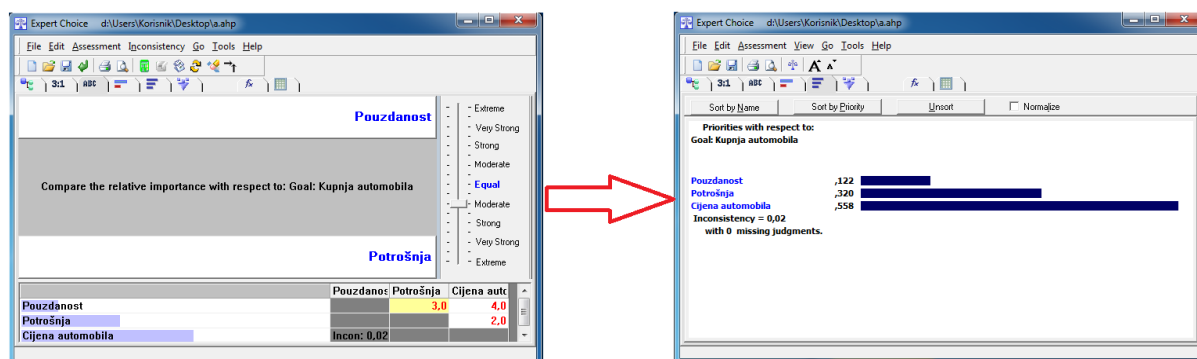 Expert Choice d:\Users\Korisnik\Desktop\a.ahp
File Edit Assessment Inconsistency Go Tools Help
3:1 ABC fx
Pouzdanost
Compare the relative importance with respect to: Goal: Kupnja automobila
Potrošnja
Extreme
Very Strong
Strong
Moderate
Equal
Moderate
Strong
Very Strong
Extreme
Pouzdanos Potrošnja Cijena autc
Pouzdanost 3,0 4,0
Potrošnja 2,0
Cijena automobila Incon: 0,02
Expert Choice d:\Users\Korisnik\Desktop\a.ahp
File Edit Assessment View Go Tools Help
A A
3:1 ABC fx
Sort by Name Sort by Priority Unsort Normalize
Priorities with respect to:
Goal: Kupnja automobila
Pouzdanost ,122
Potrošnja ,320
Cijena automobila ,558
Inconsistency = 0,02
with 0 missing judgments.